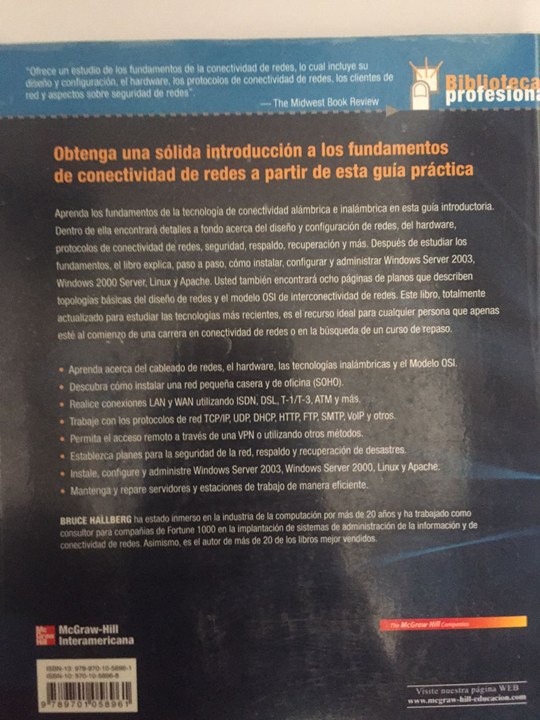 "Ofrece un estudio de los fundamentos de la conectividad de redes, lo cual incluye su
diseño y configuración, el hardware, los protocolos de conectividad de redes, los clientes de
red y aspectos sobre seguridad de redes".
— The Midwest Book Review
Biblioteca
profesiona
Obtenga una sólida introducción a los fundamentos
de conectividad de redes a partir de esta guía práctica
Aprenda los fundamentos de la tecnología de conectividad alámbrica e inalámbrica en esta guía introductoria.
Dentro de ella encontrará detalles a fondo acerca del diseño y configuración de redes, del hardware,
protocolos de conectividad de redes, seguridad, respaldo, recuperación y más. Después de estudiar los
fundamentos, el libro explica, paso a paso, cómo instalar, configurar y administrar Windows Server 2003,
Windows 2000 Server, Linux y Apache. Usted también encontrará ocho páginas de planos que describen
topologías básicas del diseño de redes y el modelo OSI de interconectividad de redes. Este libro, totalmente
actualizado para estudiar las tecnologías más recientes, es el recurso ideal para cualquier persona que apenas
esté al comienzo de una carrera en conectividad de redes o en la búsqueda de un curso de repaso.
• Aprenda acerca del cableado de redes, el hardware, las tecnologías inalámbricas y el Modelo OSI.
• Descubra cómo instalar una red pequeña casera y de oficina (SOHO).
• Realice conexiones LAN y WAN utilizando ISDN, DSL, T-1/T-3, ATM y más.
• Trabaje con los protocolos de red TCP/IP, UDP, DHCP, HTTP, FTP, SMTP, VoIP y otros.
• Permita el acceso remoto a través de una VPN o utilizando otros métodos.
• Establezca planes para la seguridad de la red, respaldo y recuperación de desastres.
• Instale, configure y administre Windows Server 2003, Windows Server 2000, Linux y Apache.
• Mantenga y repare servidores y estaciones de trabajo de manera eficiente.
BRUCE HALLBERG ha estado inmerso en la industria de la computación por más de 20 años y ha trabajado como
consultor para compañías de Fortune 1000 en la implantación de sistemas de administración de la información y de
conectividad de redes. Asimismo, es el autor de más de 20 de los libros mejor vendidos.
Mc
Graw
Hill
McGraw-Hill
Interamericana
The McGraw-Hill Companies
ISBN-13: 978-970-10-5896-1
ISBN-10: 970-10-5896-8
9789701058961
Visite nuestra página WEB
www.mcgraw-hill-educacion.com